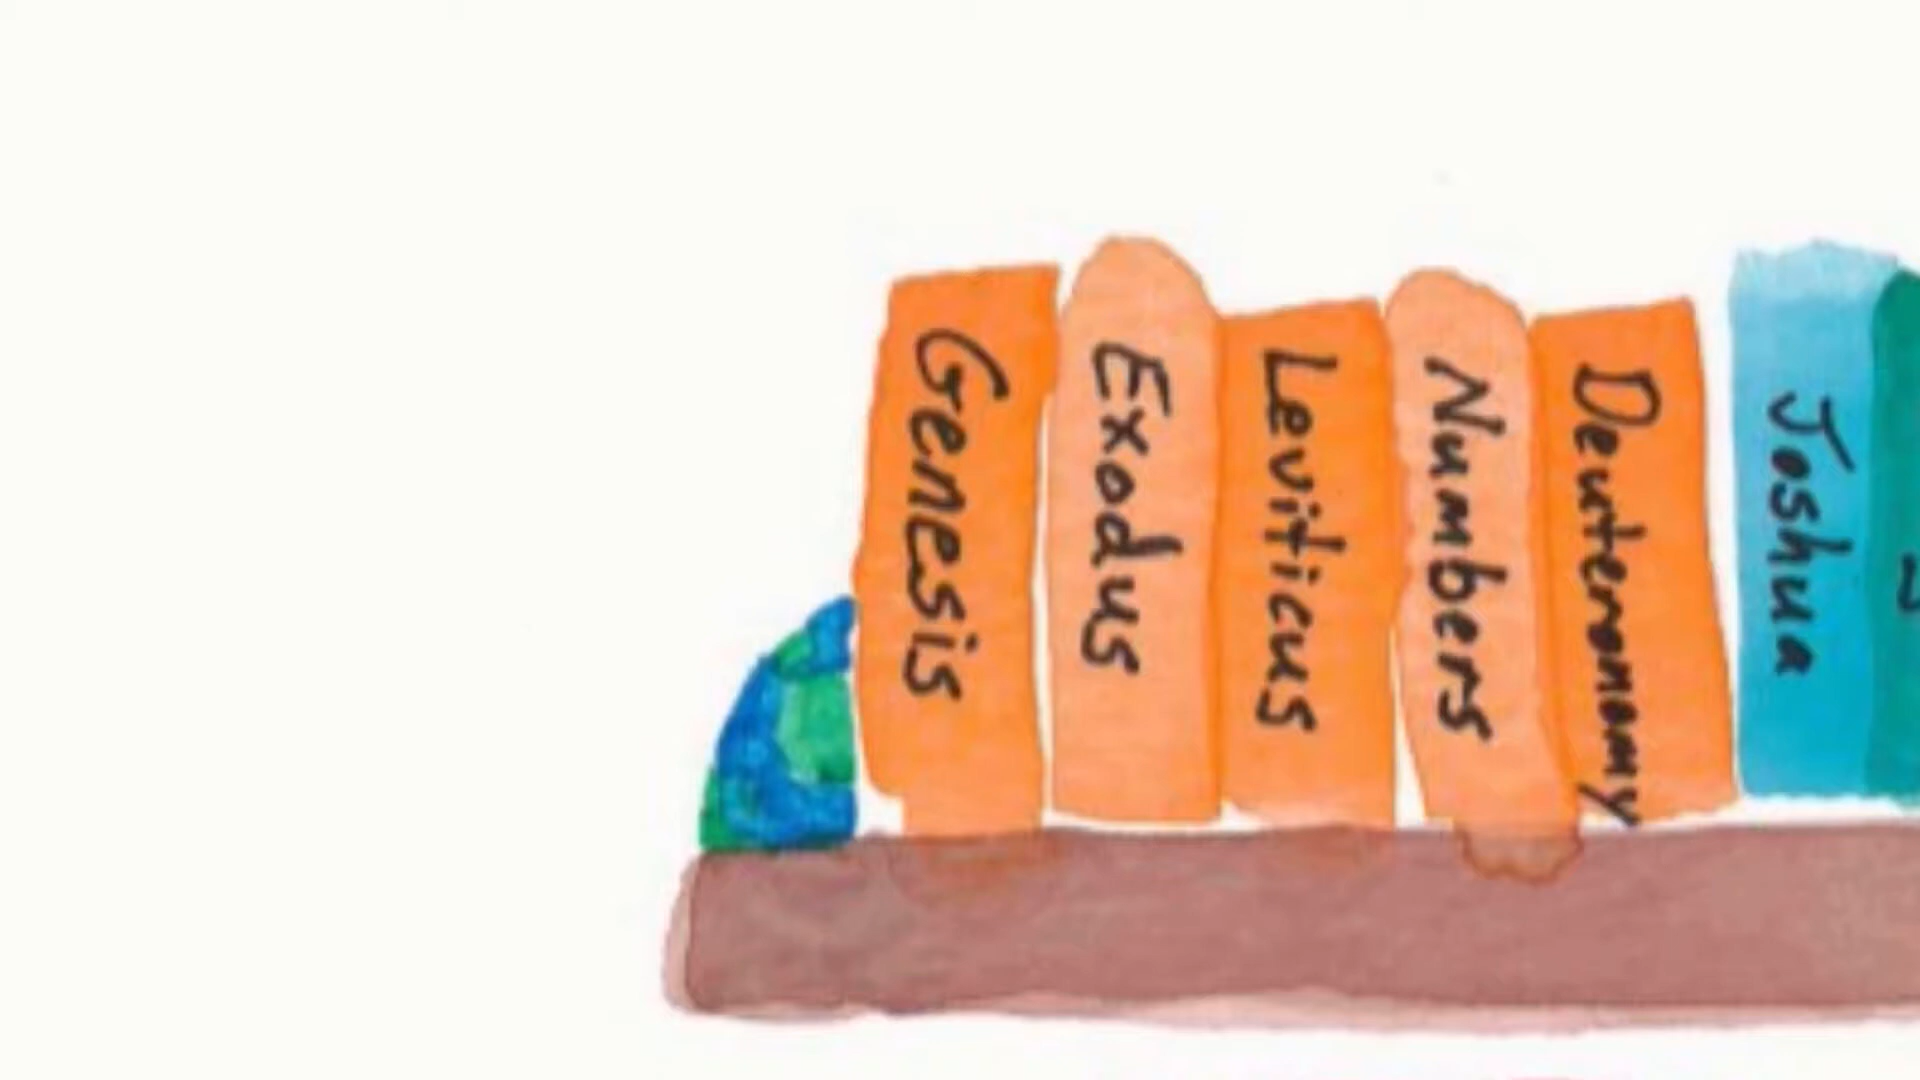 Genesis
Exodus
Leviticus
Numbers
Deuteronomy
Joshua